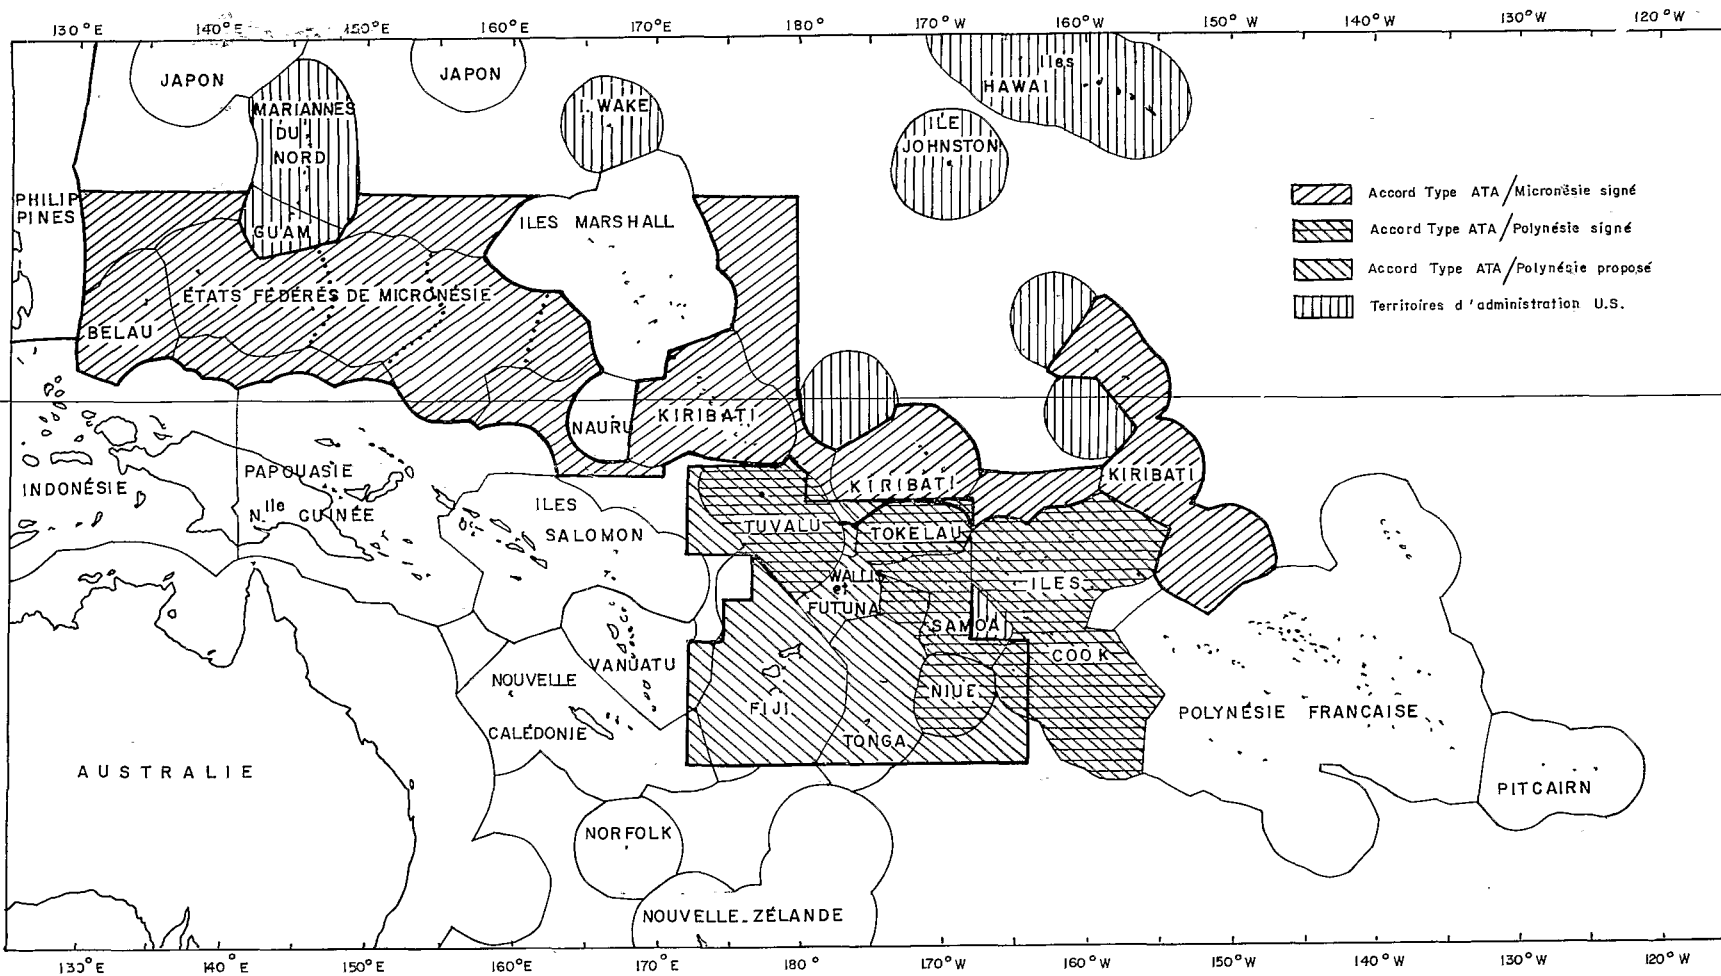 130°E 140°E 150°E 160°E 170°E 180° 170°W 160°W 150°W 140°W 130°W 120°W
JAPON
JAPON
MARIANNES
DU
NORD
I. WAKE
Iles
HAWAI
ILE
JOHNSTON
PHILIP
PINES
GUAM
ILES MARSHALL
Accord Type ATA/Micronésie signé
Accord Type ATA/Polynésie signé
Accord Type ATA/Polynésie proposé
Territoires d'administration U.S.
ÉTATS FÉDÉRÉS DE MICRONÉSIE
BELAU
NAURU
KIRIBATI
KIRIBATI
KIRIBATI
INDONÉSIE
PAPOUASIE
Nlle GUINÉE
ILES
SALOMON
TUVALU
TOKELAU
WALLIS
et
FUTUNA
ILES
COOK
SAMOA
VANUATU
NOUVELLE
CALÉDONIE
FIJI
NIUE
TONGA
POLYNÉSIE FRANÇAISE
AUSTRALIE
PITCAIRN
NORFOLK
NOUVELLE-ZÉLANDE
130°E 140°E 150°E 160°E 170°E 180° 170°W 160°W 150°W 140°W 130°W 120°W